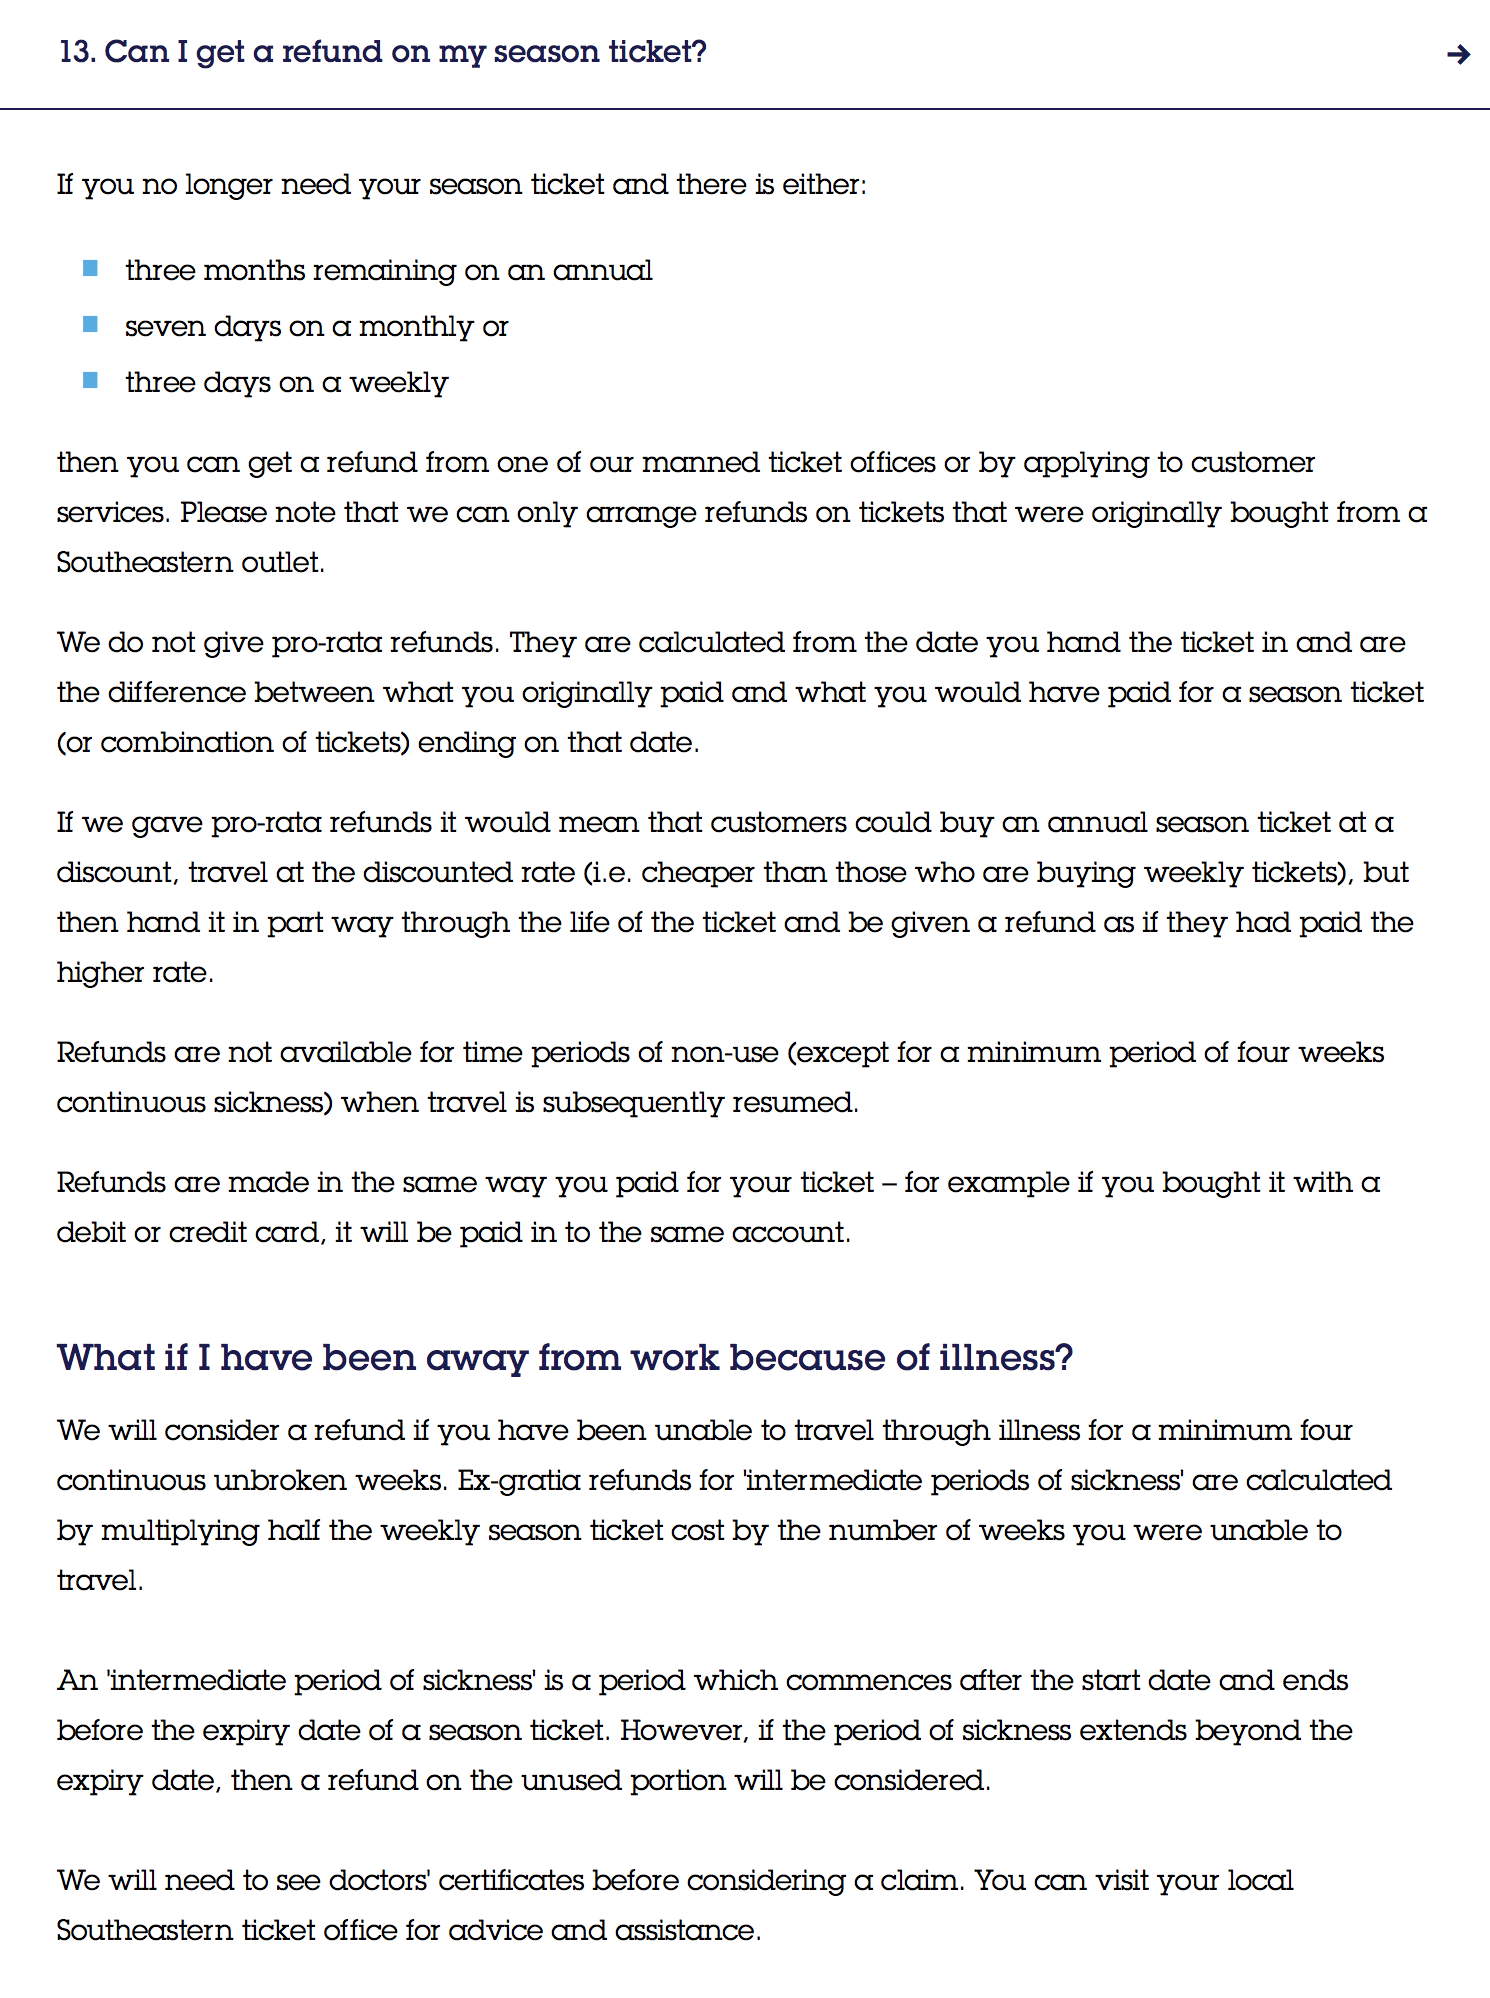 13. Can I get a refund on my season ticket?
If you no longer need your season ticket and there is either:
three months remaining on an annual
seven days on a monthly or
three days on a weekly
then you can get a refund from one of our manned ticket offices or by applying to customer
services. Please note that we can only arrange refunds on tickets that were originally bought from a
Southeastern outlet.
We do not give pro-rata refunds. They are calculated from the date you hand the ticket in and are
the difference between what you originally paid and what you would have paid for a season ticket
(or combination of tickets) ending on that date.
If we gave pro-rata refunds it would mean that customers could buy an annual season ticket at a
discount, travel at the discounted rate (i.e. cheaper than those who are buying weekly tickets), but
then hand it in part way through the life of the ticket and be given a refund as if they had paid the
higher rate.
Refunds are not available for time periods of non-use (except for a minimum period of four weeks
continuous sickness) when travel is subsequently resumed.
Refunds are made in the same way you paid for your ticket – for example if you bought it with a
debit or credit card, it will be paid in to the same account.
What if I have been away from work because of illness?
We will consider a refund if you have been unable to travel through illness for a minimum four
continuous unbroken weeks. Ex-gratia refunds for 'intermediate periods of sickness' are calculated
by multiplying half the weekly season ticket cost by the number of weeks you were unable to
travel.
An 'intermediate period of sickness' is a period which commences after the start date and ends
before the expiry date of a season ticket. However, if the period of sickness extends beyond the
expiry date, then a refund on the unused portion will be considered.
We will need to see doctors' certificates before considering a claim. You can visit your local
Southeastern ticket office for advice and assistance.